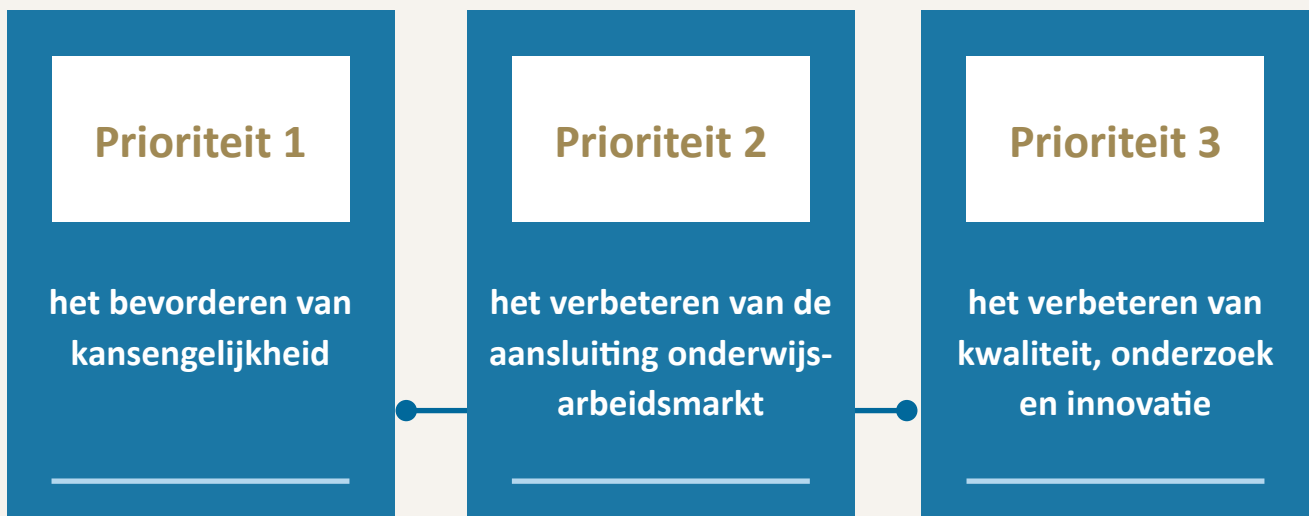 Prioriteit 1
het bevorderen van
kansengelijkheid
Prioriteit 2
het verbeteren van de
aansluiting onderwijs-
arbeidsmarkt
Prioriteit 3
het verbeteren van
kwaliteit, onderzoek
en innovatie